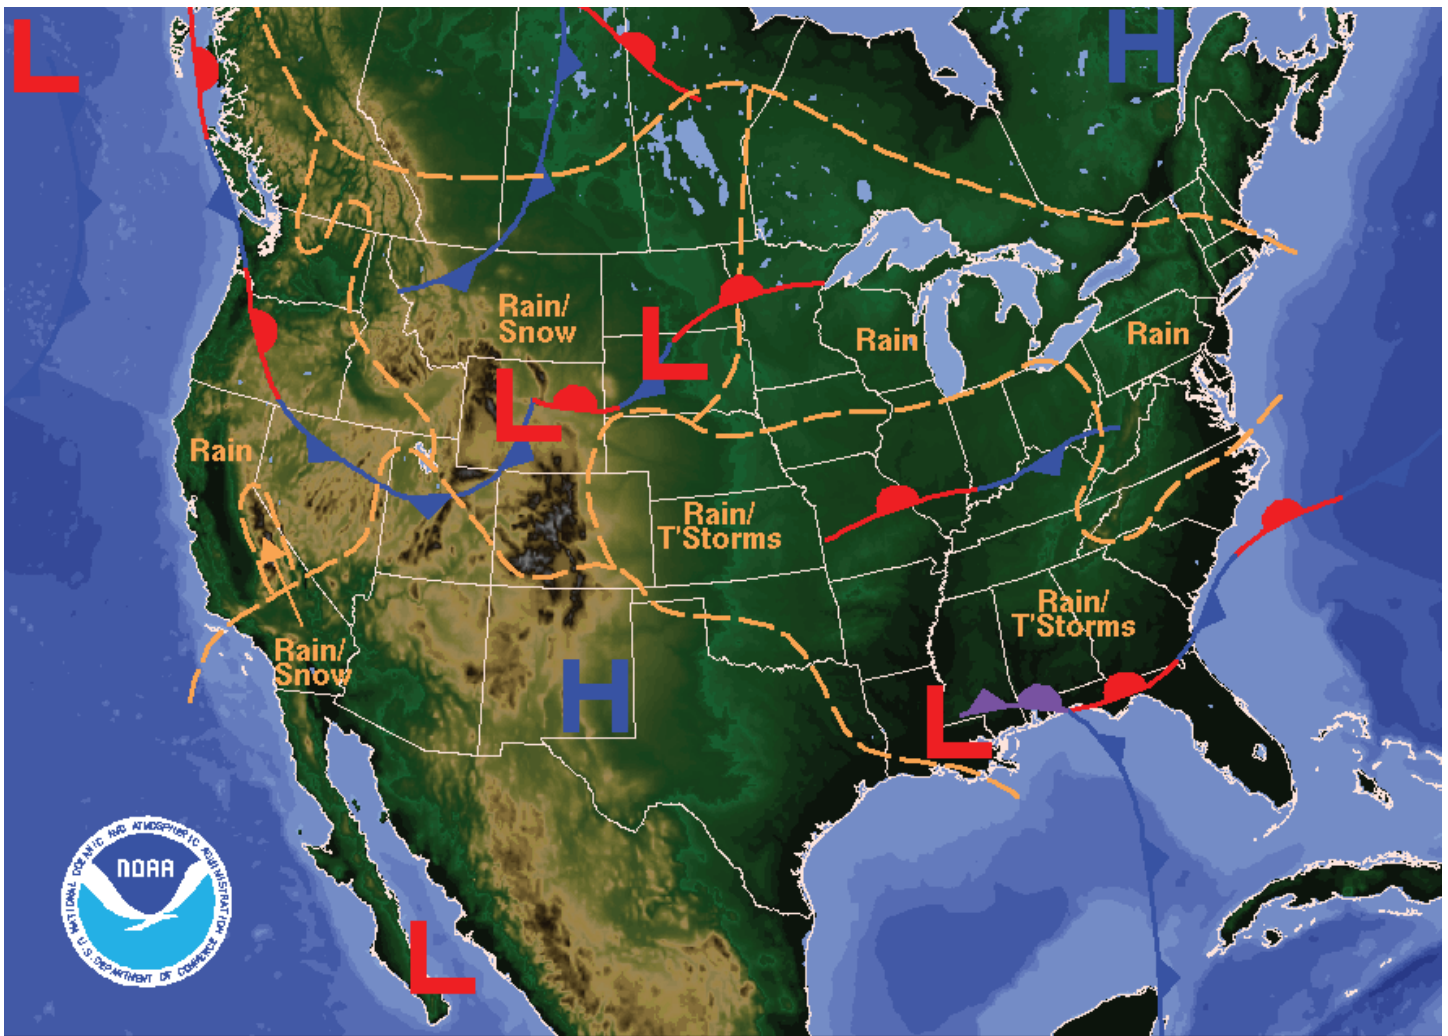 L
H
Rain/
Snow
L
Rain
Rain
L
Rain
Rain/
T'Storms
Rain/
T'Storms
Rain/
Snow
H
L
NATIONAL OCEANIC AND ATMOSPHERIC ADMINISTRATION
NOAA
U.S. DEPARTMENT OF COMMERCE
L